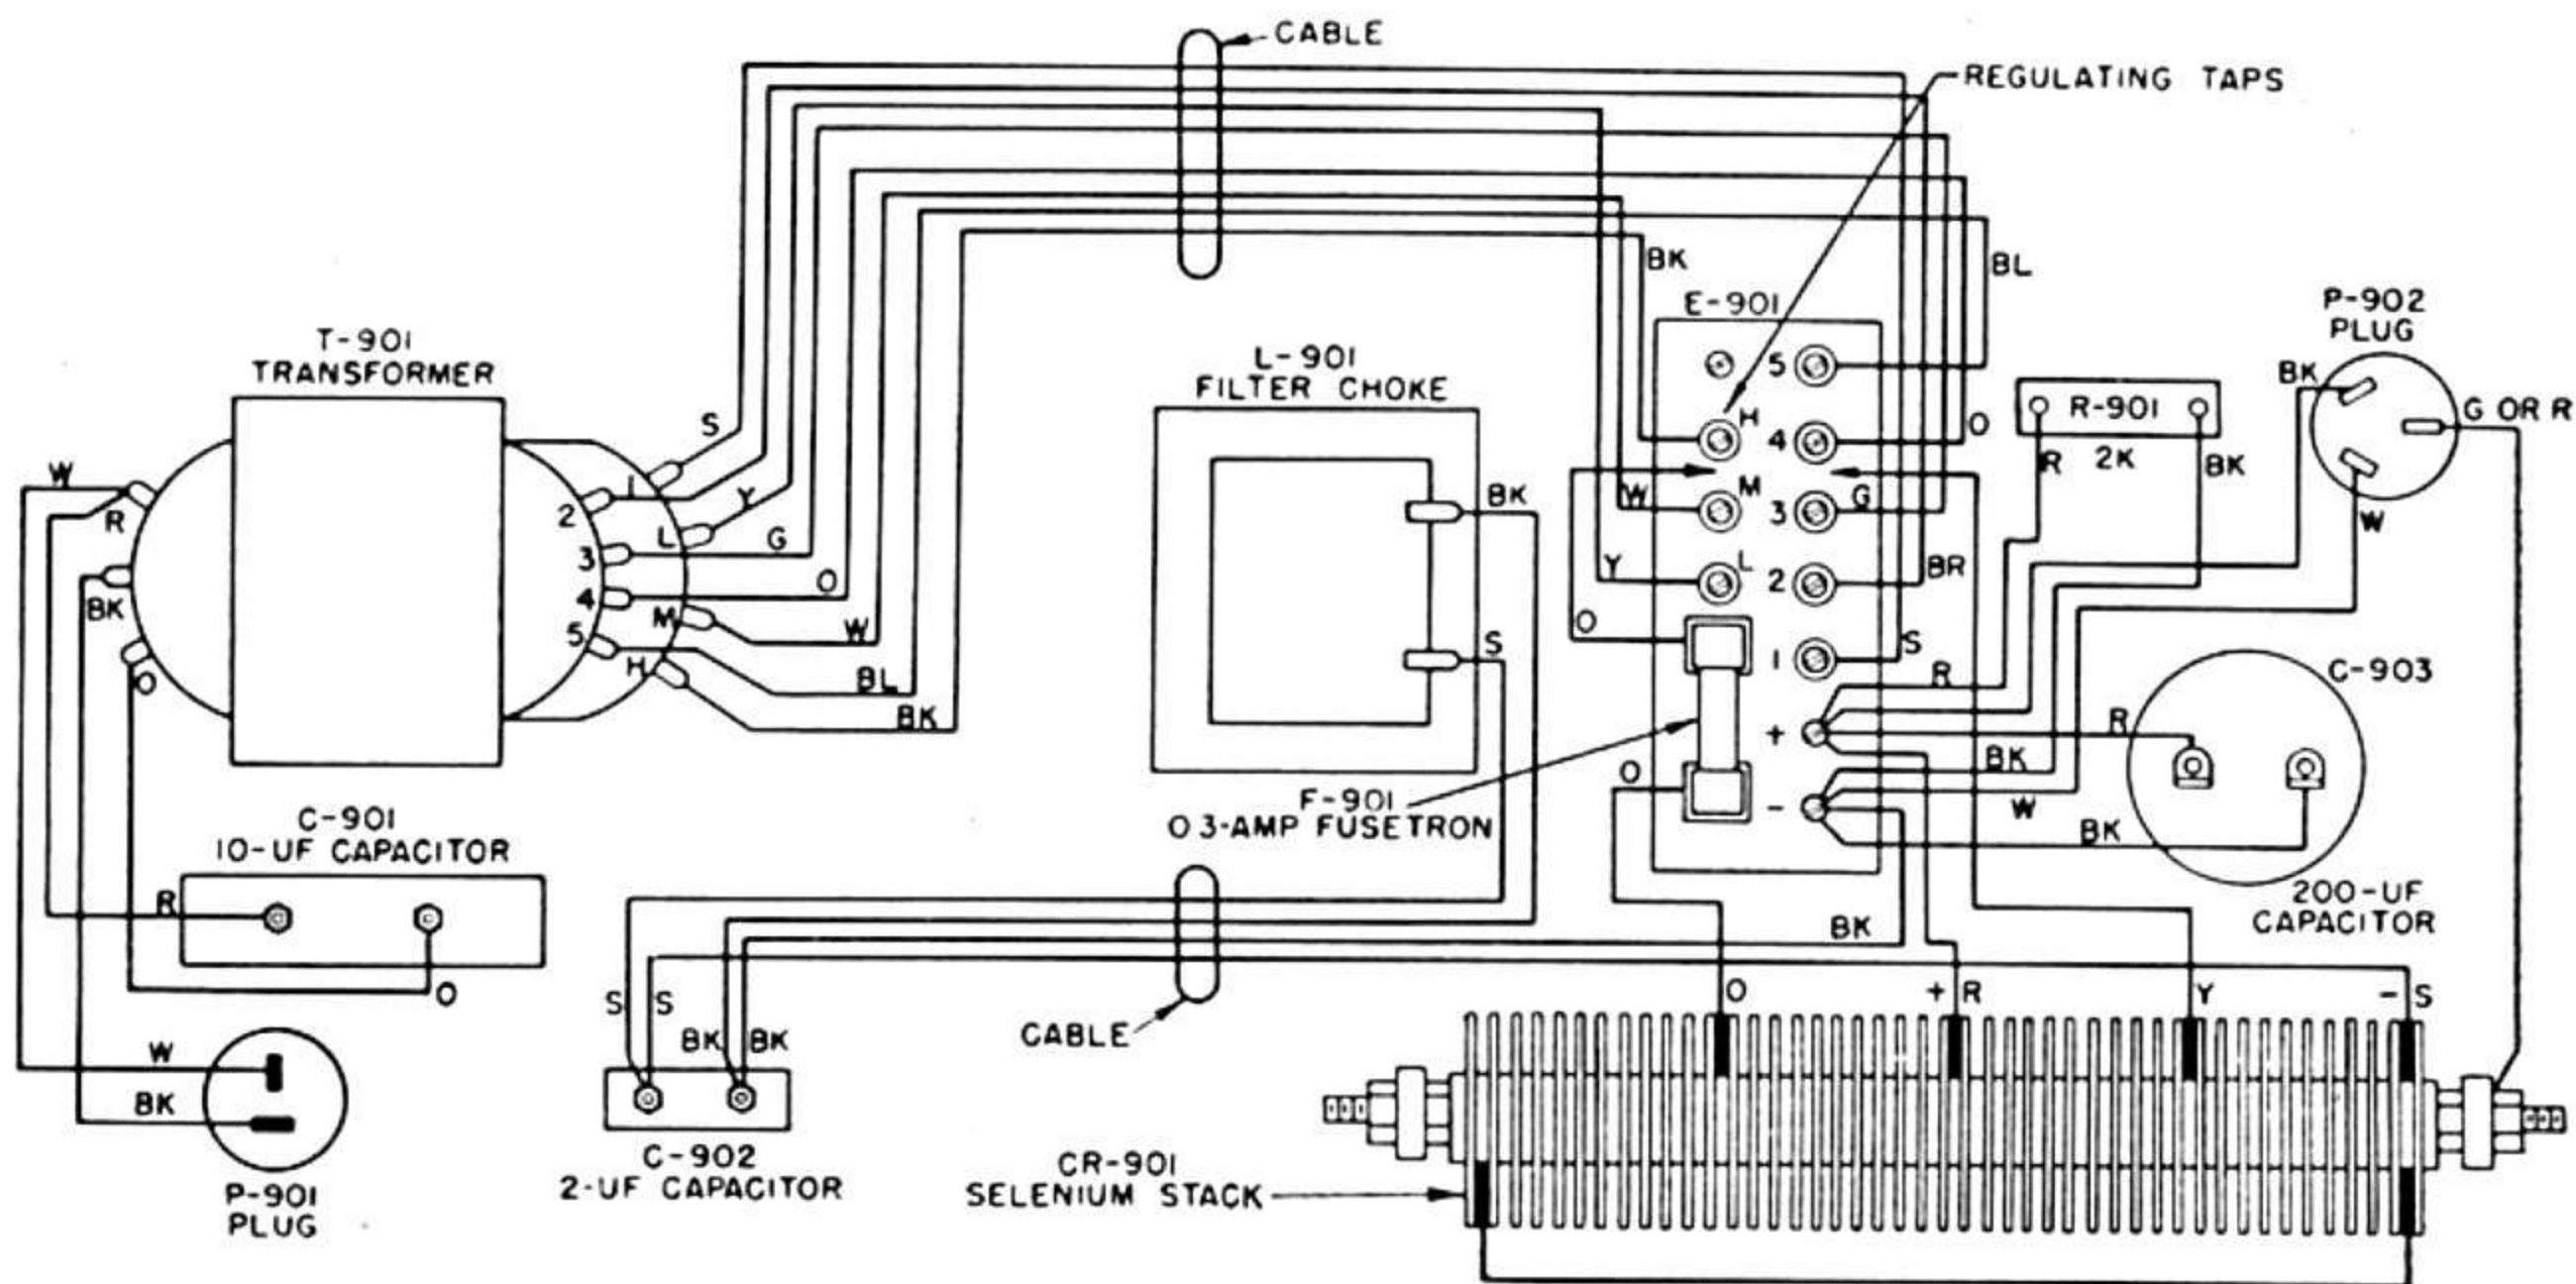 CABLE
REGULATING TAPS
BK
BL
E-901
P-902
PLUG
T-901
TRANSFORMER
L-901
FILTER CHOKE
5
BK
G OR R
H
R-901
S
4
O
W
R
2K
BK
1
Y
BK
M
2
R
W
3
G
W
L
G
3
Y
L
2
BR
4
O
BK
M
W
O
5
S
1
S
H
R
C-903
O
BL
BK
R
+
BK
O
F-901
-
W
0 3-AMP FUSETRON
BK
C-901
10-UF CAPACITOR
200-UF
CAPACITOR
R
BK
O
S
S
O
+ R
Y
- S
CABLE
BK
BK
W
BK
C-902
2-UF CAPACITOR
CR-901
SELENIUM STACK
P-901
PLUG